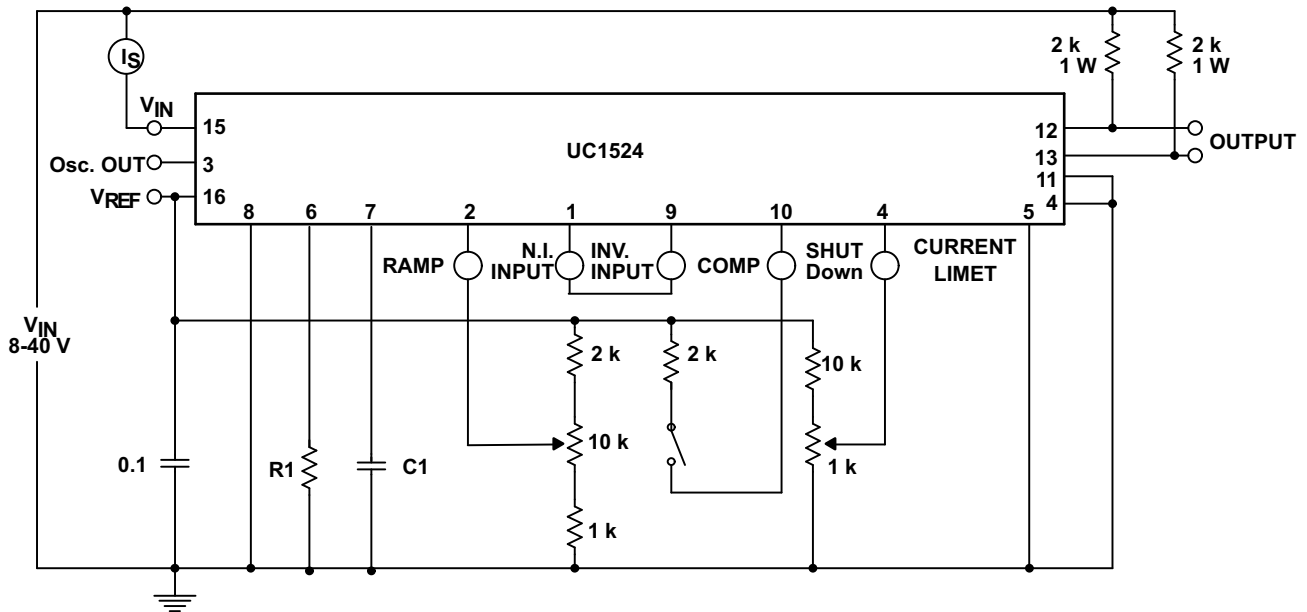 2 k
1 W
2 k
1 W
IS
VIN
15
Osc. OUT
3
VREF
16
UC1524
12
13
11
4
OUTPUT
8
6
7
2
1
9
10
4
5
RAMP
N.I.
INPUT
INV.
INPUT
COMP
SHUT
Down
CURRENT
LIMET
VIN
8-40 V
2 k
2 k
10 k
10 k
1 k
0.1
R1
C1
1 k